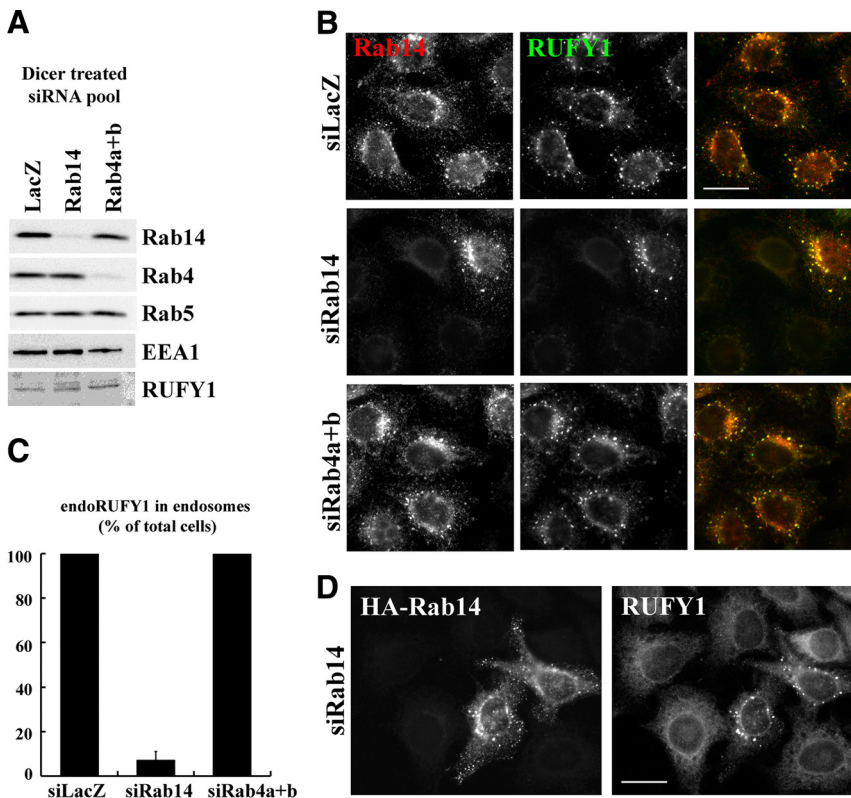 A
Dicer treated
siRNA pool
LacZ
Rab14
Rab4a+b
Rab14
Rab4
Rab5
EEA1
RUFY1
B
Rab14
RUFY1
siLacZ
siRab14
siRab4a+b
C
endoRUFY1 in endosomes
(% of total cells)
100
80
60
40
20
0
siLacZ
siRab14
siRab4a+b
D
HA-Rab14
RUFY1
siRab14